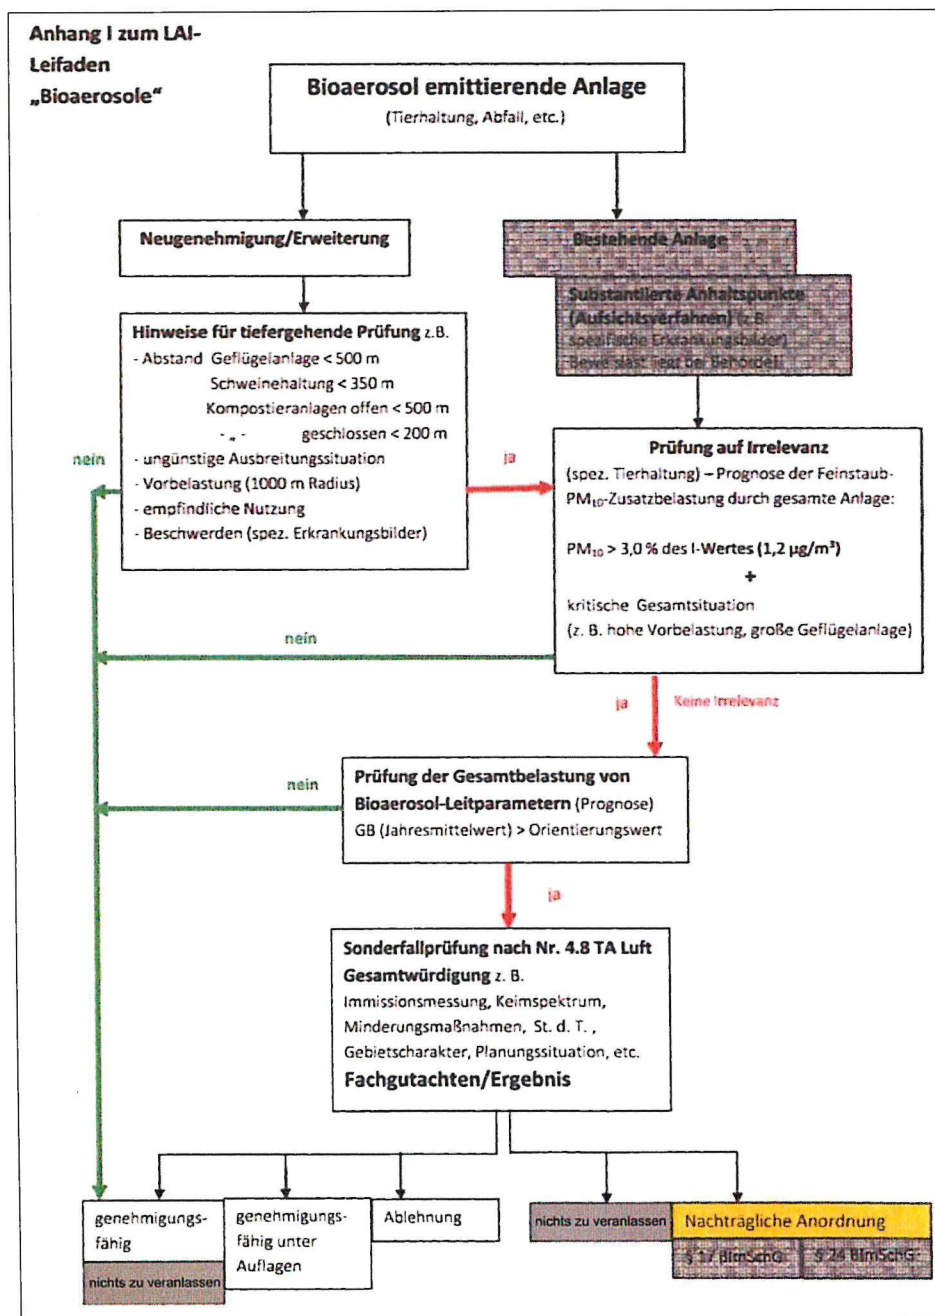 Anhang I zum LAI-
Leifaden
„Bioaerosole“
Bioaerosol emittierende Anlage
(Tierhaltung, Abfall, etc.)
Neugenehmigung/Erweiterung
Bestehende Anlage
Substantiierte Anhaltspunkte
(Aufsichtsverfahren) (z.B.
spezifische Erkrankungsbilder)
Beweislast liegt bei Behörde!
Hinweise für tiefergehende Prüfung z.B.
- Abstand Geflügelanlage < 500 m
Schweinehaltung < 350 m
Kompostieranlagen offen < 500 m
- „ - geschlossen < 200 m
- ungünstige Ausbreitungssituation
- Vorbelastung (1000 m Radius)
- empfindliche Nutzung
- Beschwerden (spez. Erkrankungsbilder)
nein
ja
Prüfung auf Irrelevanz
(spez. Tierhaltung) – Prognose der Feinstaub-
PM₁₀-Zusatzbelastung durch gesamte Anlage:
PM₁₀ > 3,0 % des I-Wertes (1,2 µg/m³)
+
kritische Gesamtsituation
(z. B. hohe Vorbelastung, große Geflügelanlage)
nein
ja
Keine Irrelevanz
Prüfung der Gesamtbelastung von
Bioaerosol-Leitparametern (Prognose)
GB (Jahresmittelwert) > Orientierungswert
nein
ja
Sonderfallprüfung nach Nr. 4.8 TA Luft
Gesamtwürdigung z. B.
Immissionsmessung, Keimspektrum,
Minderungsmaßnahmen, St. d. T. ,
Gebietscharakter, Planungssituation, etc.
Fachgutachten/Ergebnis
genehmigungs-
fähig
nichts zu veranlassen
genehmigungs-
fähig unter
Auflagen
Ablehnung
nichts zu veranlassen
Nachträgliche Anordnung
§ 17 BImSchG
§ 24 BImSchG